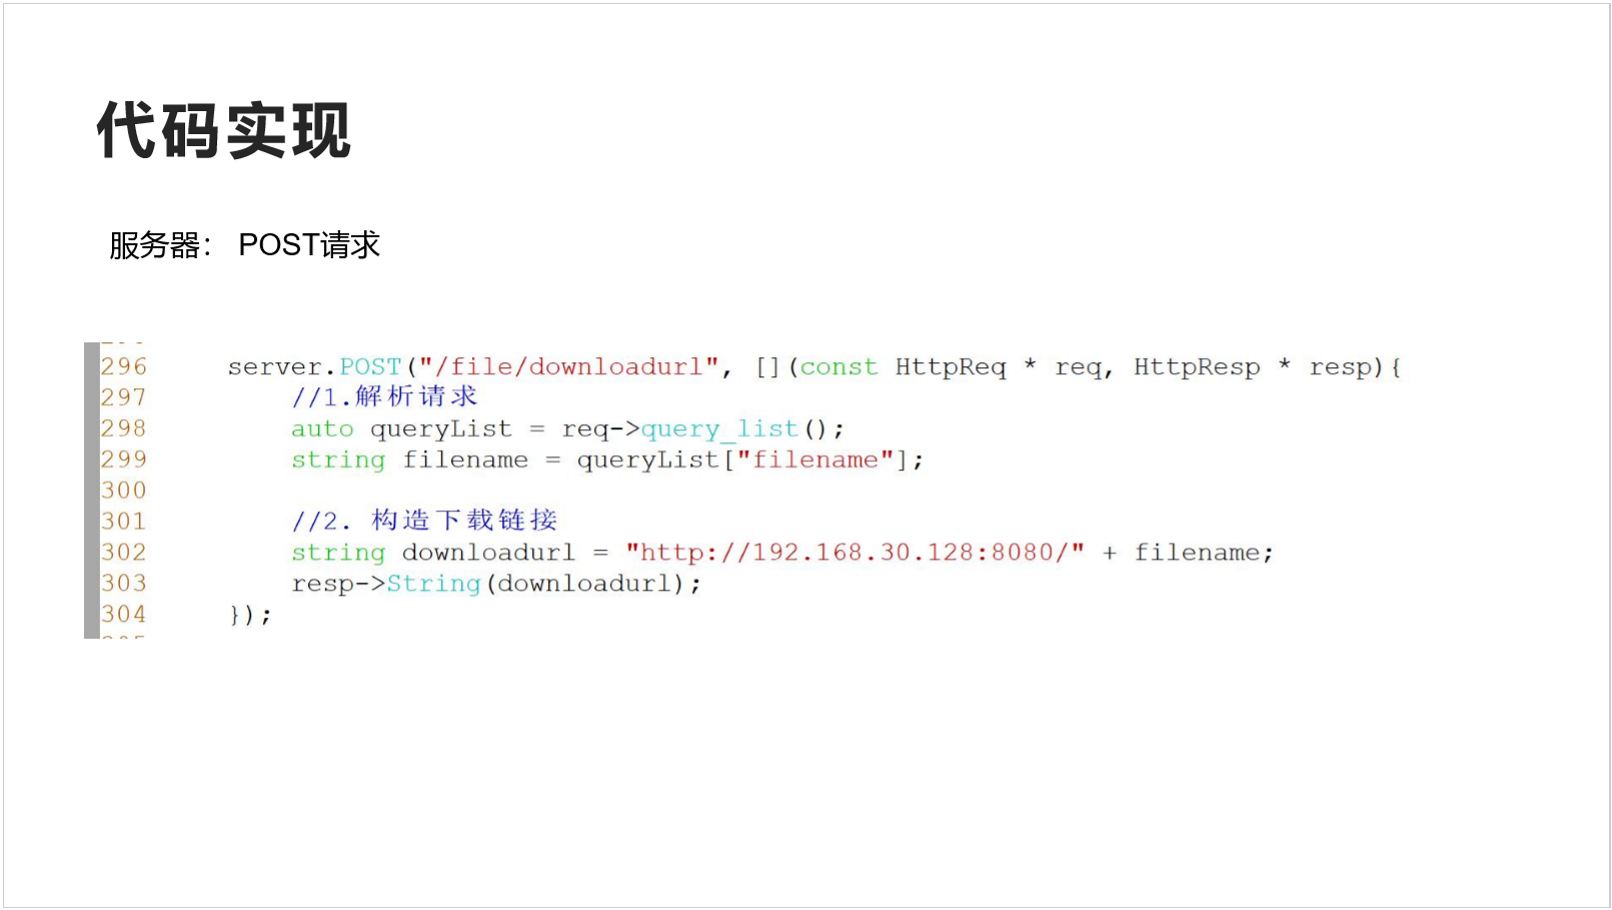 代码实现
服务器： POST请求
296 server.POST("/file/downloadurl", [](const HttpReq * req, HttpResp * resp){
297 //1.解析请求
298 auto queryList = req->query_list();
299 string filename = queryList["filename"];
300
301 //2. 构造下载链接
302 string downloadurl = "http://192.168.30.128:8080/" + filename;
303 resp->String(downloadurl);
304 });